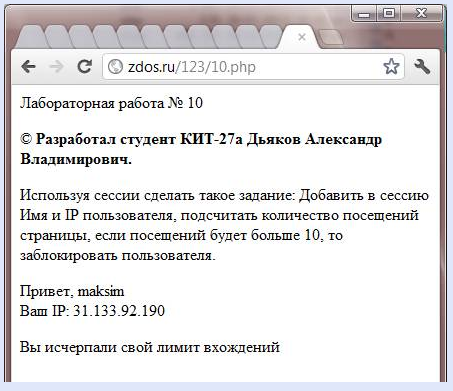 zdos.ru/123/10.php
Лабораторная работа № 10
© Разработал студент КИТ-27а Дьяков Александр
Владимирович.
Используя сессии сделать такое задание: Добавить в сессию
Имя и IP пользователя, подсчитать количество посещений
страницы, если посещений будет больше 10, то
заблокировать пользователя.
Привет, maksim
Ваш IP: 31.133.92.190
Вы исчерпали свой лимит вхождений